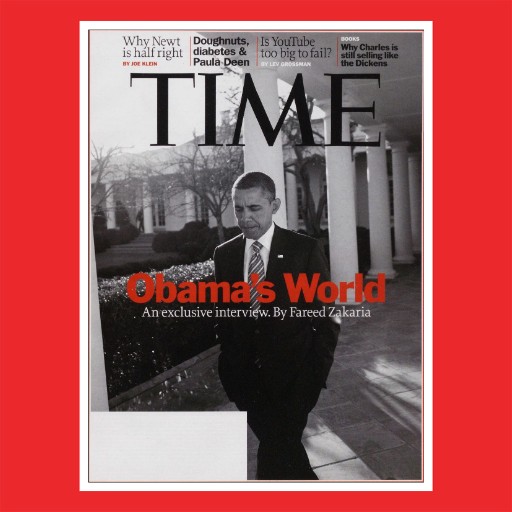 Why Newt
is half right
BY JOE KLEIN
Doughnuts,
diabetes &
Paula Deen
Is YouTube
too big to fail?
BY LEV GROSSMAN
BOOKS
Why Charles is
still selling like
the Dickens
TIME
Obama's World
An exclusive interview. By Fareed Zakaria